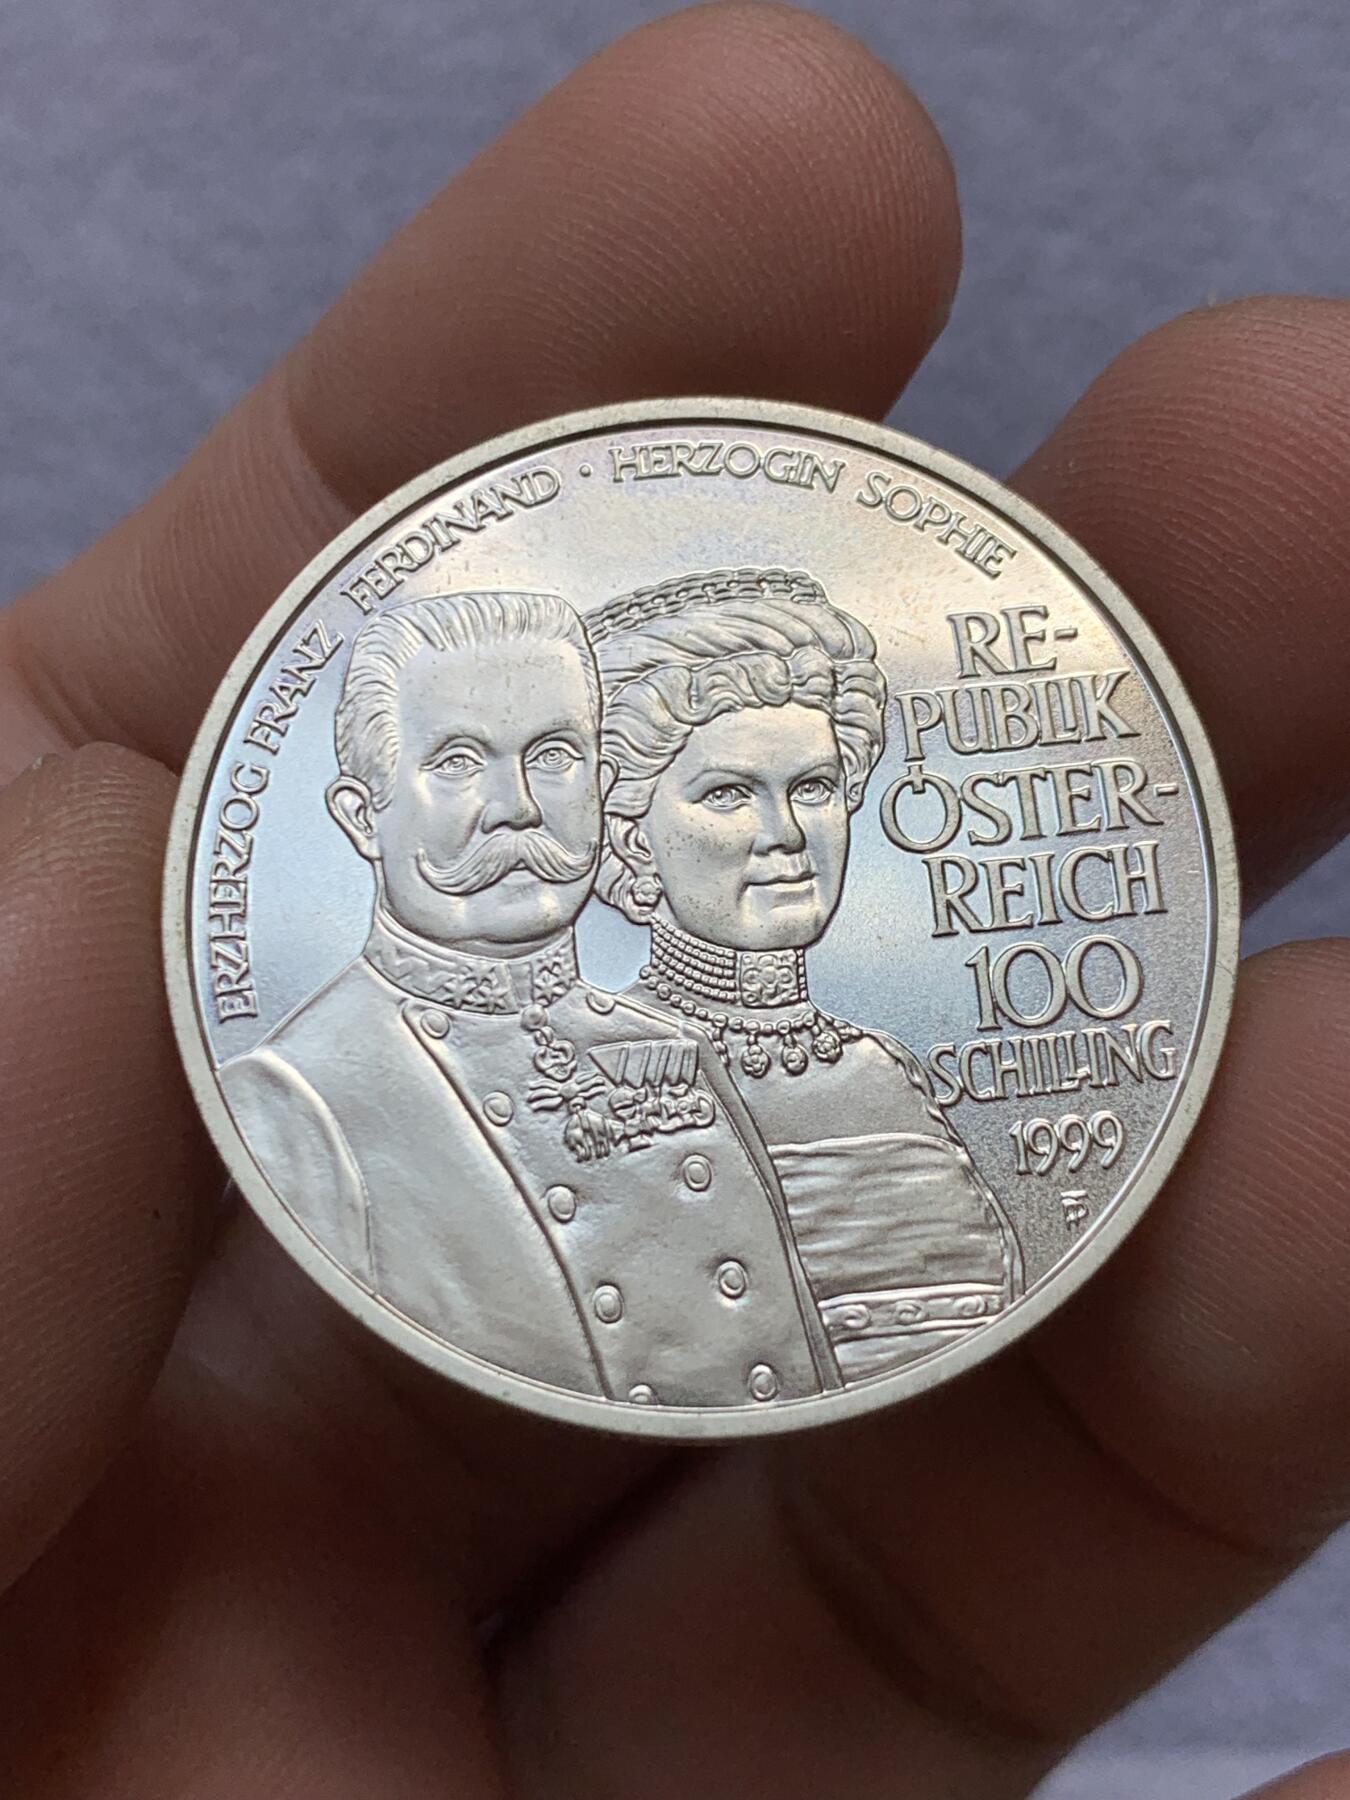 ERZHERZOG FRANZ FERDINAND · HERZOGIN SOPHIE
RE-
PUBLIK
ÖSTER-
REICH
100
SCHILLING
1999